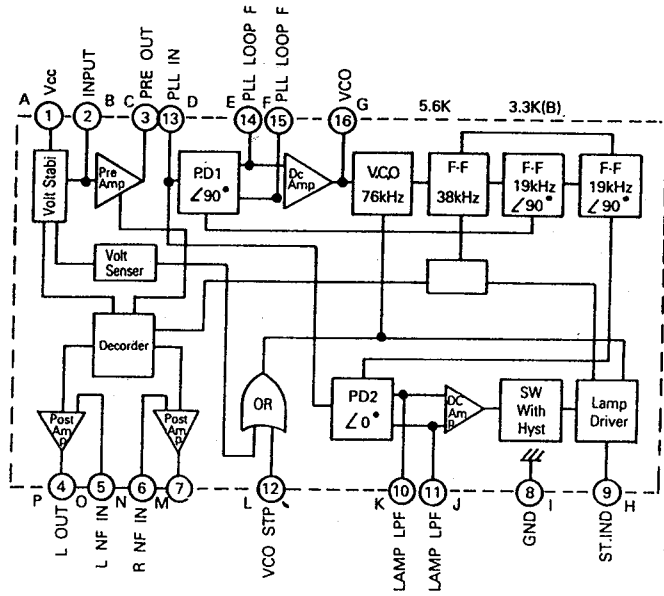 A Vcc
B INPUT
C PRE OUT
D PLL IN
E PLL LOOP F
F PLL LOOP F
G VCO
5.6K
3.3K(B)
1
2
3
13
14
15
16
Volt Stabi
Pre Amp
P.D1
∠90°
Dc Amp
V.C.O
76kHz
F·F
38kHz
F·F
19kHz
∠90°
F·F
19kHz
∠90°
Volt
Senser
Decorder
Post Amp
Post Amp
OR
PD2
∠0°
DC Amp
SW
With
Hyst
Lamp
Driver
4
5
6
7
12
10
11
8
9
P
O
N
M
L
K
J
I
H
L OUT
L NF IN
R NF IN
VCO STP
LAMP LPF
LAMP LPF
GND
ST.IND